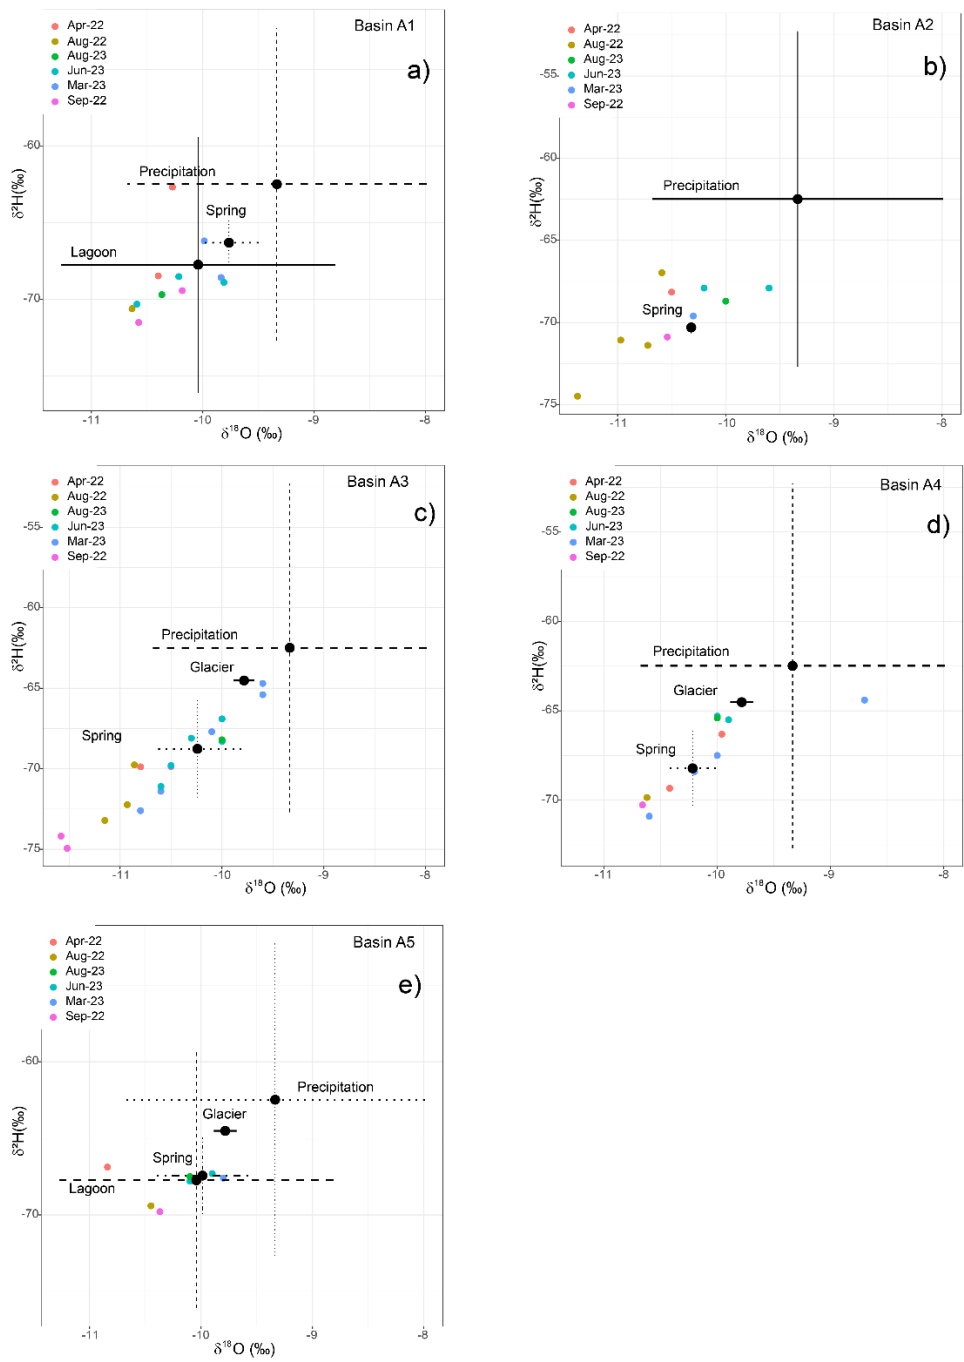 Apr-22
Aug-22
Aug-23
Jun-23
Mar-23
Sep-22
Basin A1
a)
-60
Precipitation
Spring
Lagoon
-70
δ²H(‰)
-11
-10
-9
-8
δ¹⁸O (‰)
Apr-22
Aug-22
Aug-23
Jun-23
Mar-23
Sep-22
Basin A2
b)
-55
-60
Precipitation
-65
Spring
-70
-75
δ²H(‰)
-11
-10
-9
-8
δ¹⁸O (‰)
Apr-22
Aug-22
Aug-23
Jun-23
Mar-23
Sep-22
Basin A3
c)
-55
-60
Precipitation
Glacier
-65
Spring
-70
-75
δ²H(‰)
-11
-10
-9
-8
δ¹⁸O (‰)
Apr-22
Aug-22
Aug-23
Jun-23
Mar-23
Sep-22
Basin A4
d)
-55
-60
Precipitation
Glacier
-65
Spring
-70
δ²H(‰)
-11
-10
-9
-8
δ¹⁸O (‰)
Apr-22
Aug-22
Aug-23
Jun-23
Mar-23
Sep-22
Basin A5
e)
-60
Precipitation
Glacier
Spring
Lagoon
-70
δ²H(‰)
-11
-10
-9
-8
δ¹⁸O (‰)